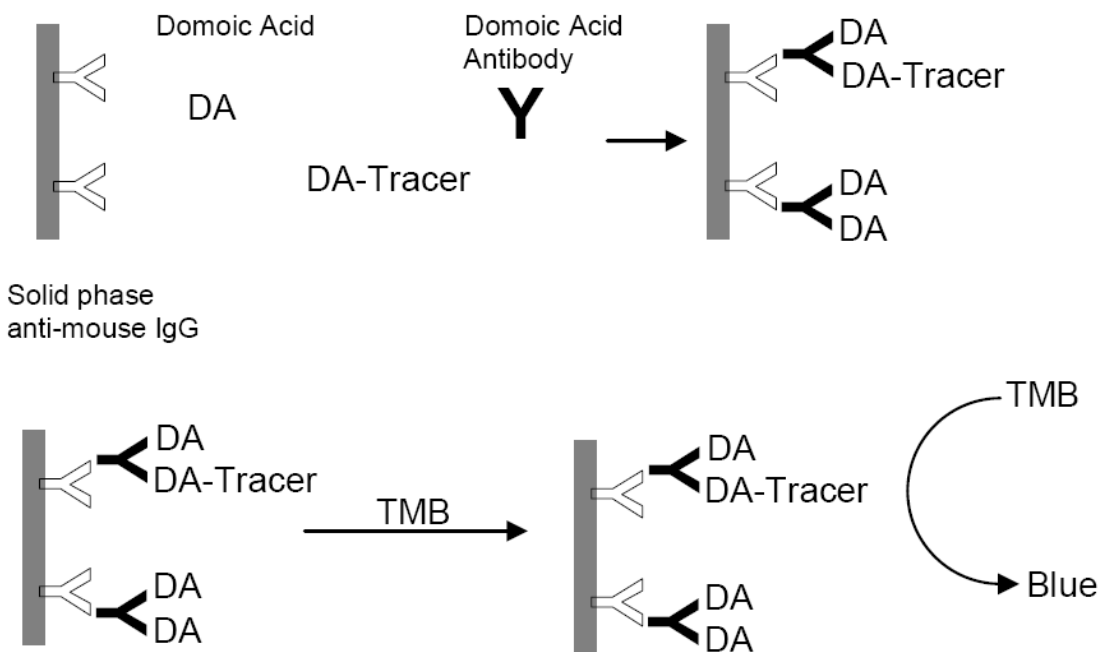 Domoic Acid
Domoic Acid
Antibody
DA
DA-Tracer
DA
DA-Tracer
DA
DA
Solid phase
anti-mouse IgG
DA
DA-Tracer
DA
DA
TMB
DA
DA-Tracer
DA
DA
TMB
Blue